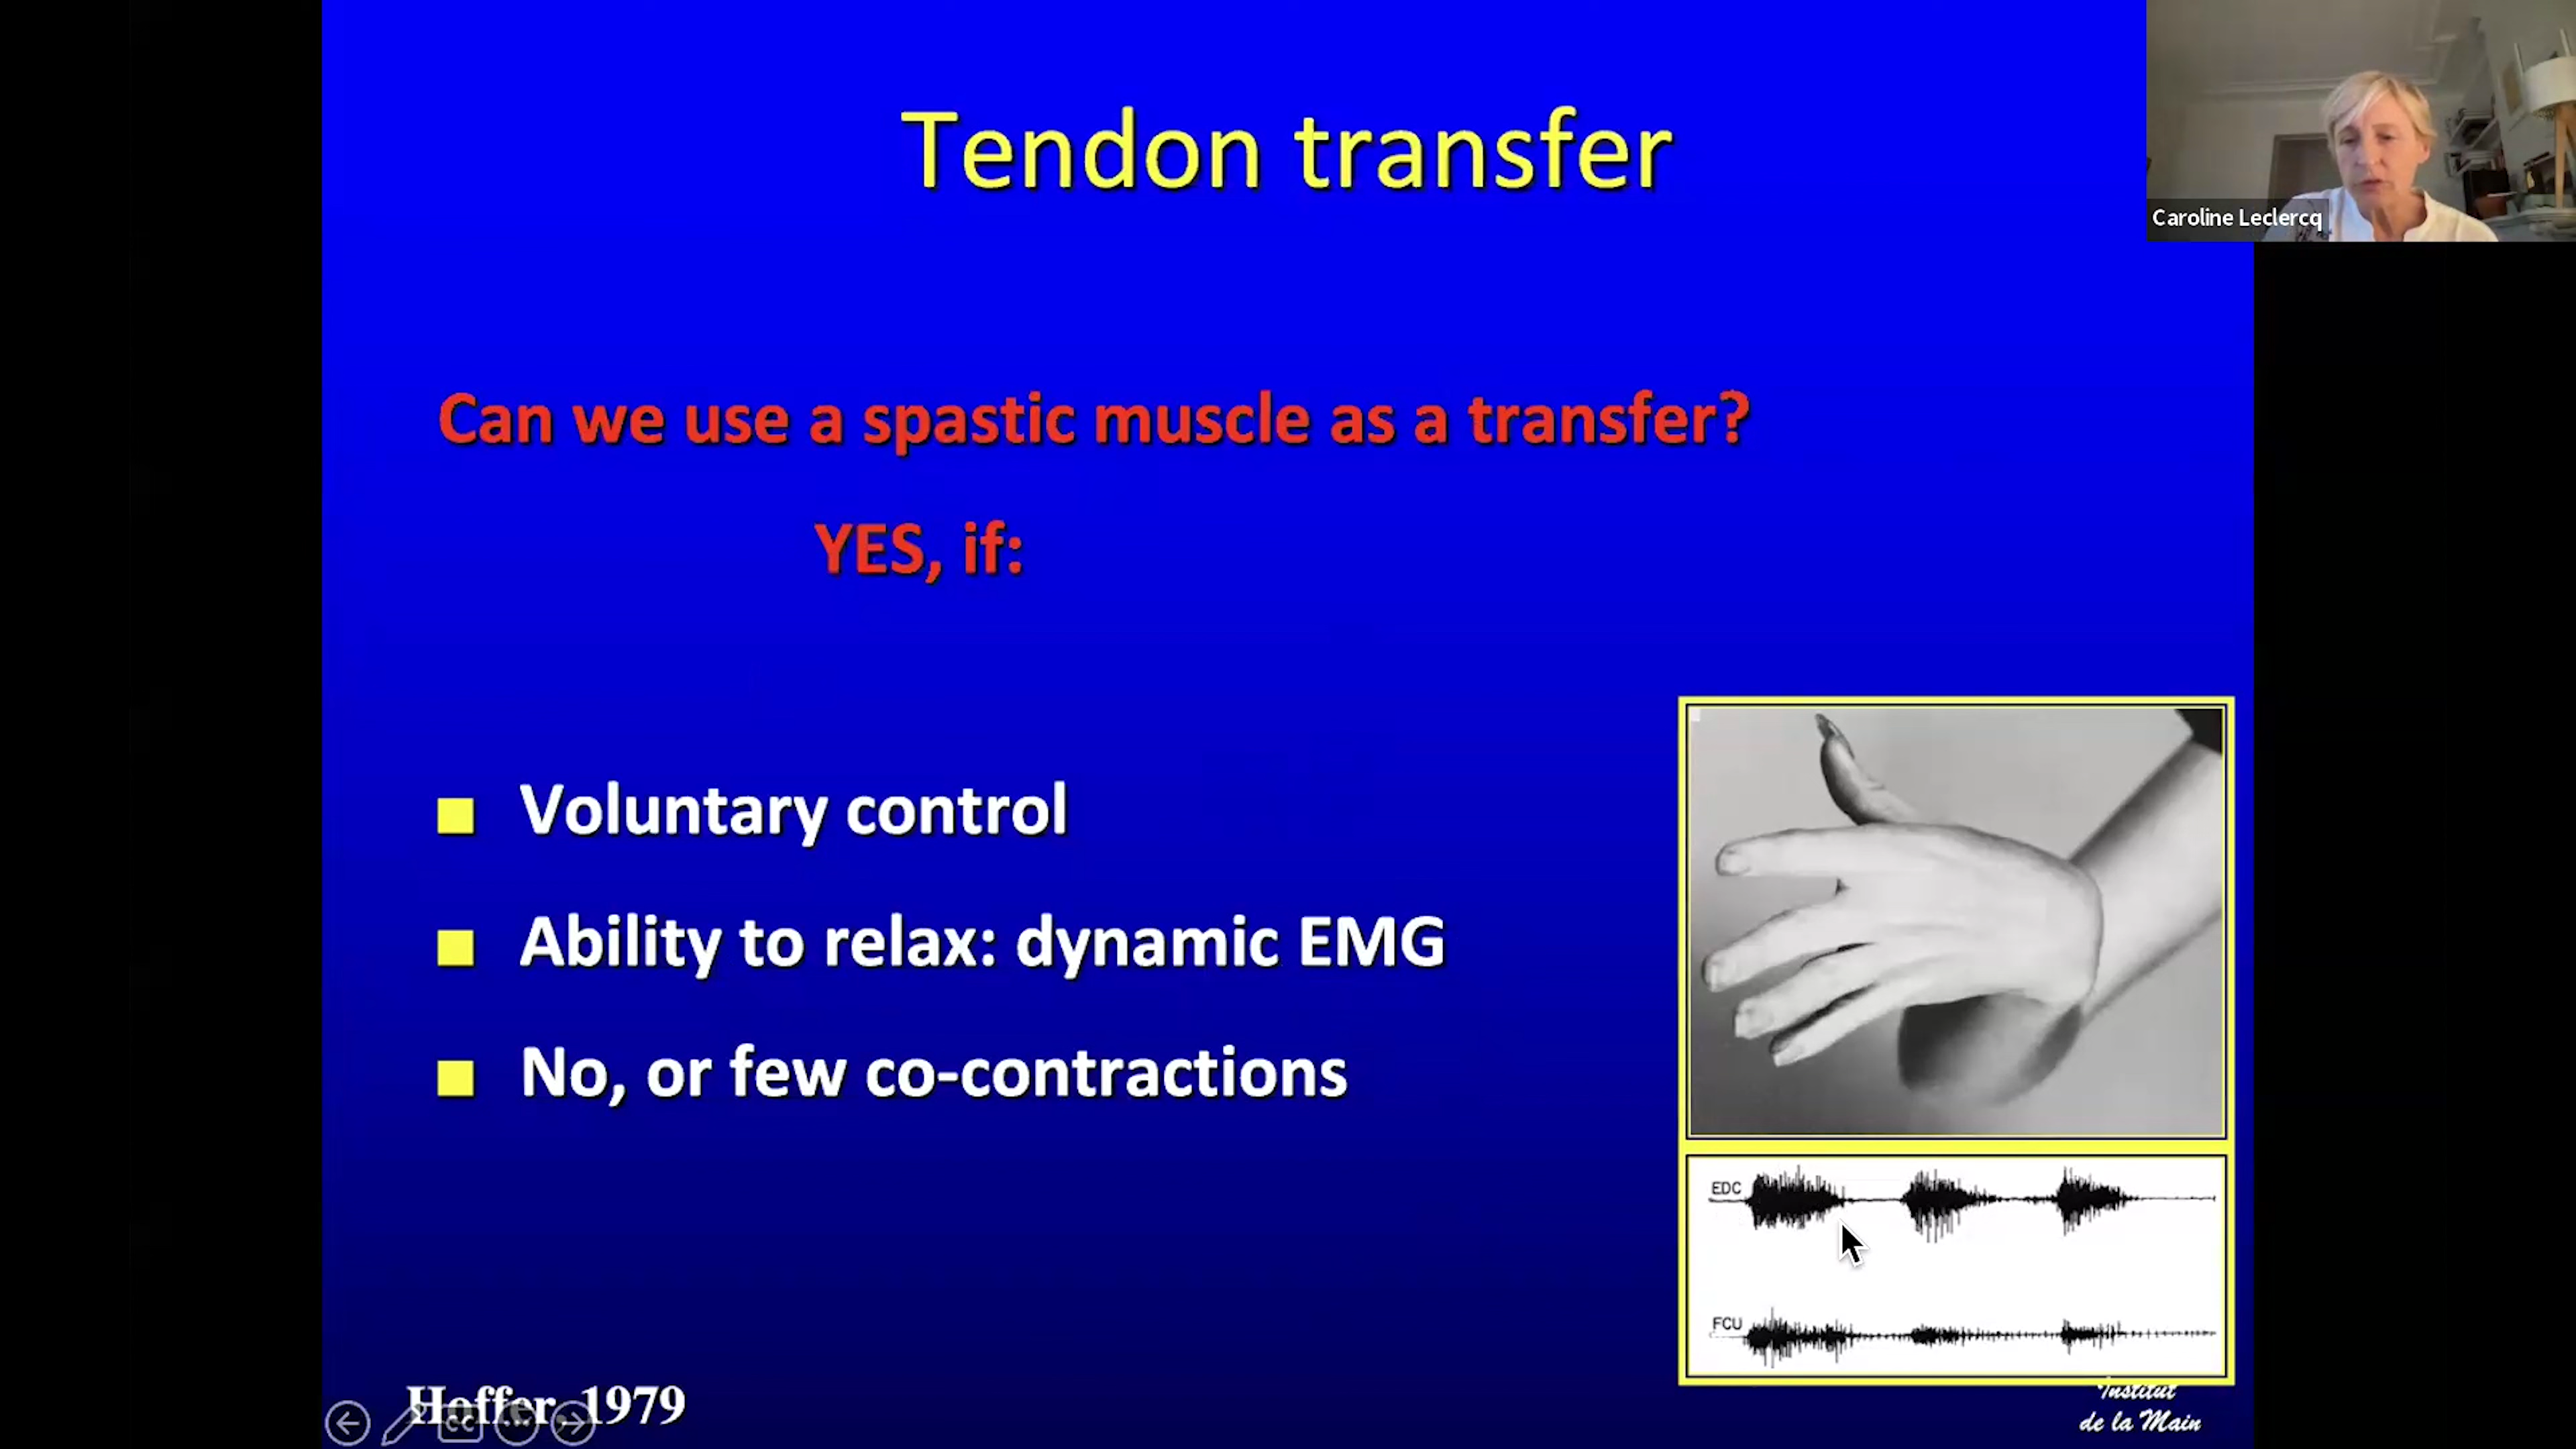 Tendon transfer
Caroline Leclercq
Can we use a spastic muscle as a transfer?
YES, if:
Voluntary control
Ability to relax: dynamic EMG
No, or few co-contractions
EDC
FCU
Hoffer 1979
CC
Institut
de la Main